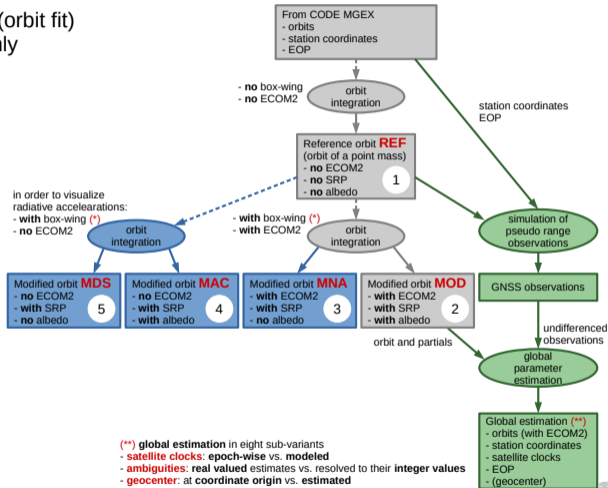 (orbit fit)
nly
From CODE MGEX
- orbits
- station coordinates
- EOP
- no box-wing
- no ECOM2
orbit
integration
station coordinates
EOP
Reference orbit REF
(orbit of a point mass)
- no ECOM2
- no SRP
- no albedo
1
in order to visualize
radiative accelearations:
- with box-wing (*)
- no ECOM2
orbit
integration
- with box-wing (*)
- with ECOM2
orbit
integration
simulation of
pseudo range
observations
Modified orbit MDS
- no ECOM2
- with SRP
- no albedo
5
Modified orbit MAC
- no ECOM2
- with SRP
- with albedo
4
Modified orbit MNA
- with ECOM2
- with SRP
- no albedo
3
Modified orbit MOD
- with ECOM2
- with SRP
- with albedo
2
GNSS observations
undifferenced
observations
orbit and partials
global
parameter
estimation
Global estimation (**)
- orbits (with ECOM2)
- station coordinates
- satellite clocks
- EOP
- (geocenter)
(**) global estimation in eight sub-variants
- satellite clocks: epoch-wise vs. modeled
- ambiguities: real valued estimates vs. resolved to their integer values
- geocenter: at coordinate origin vs. estimated